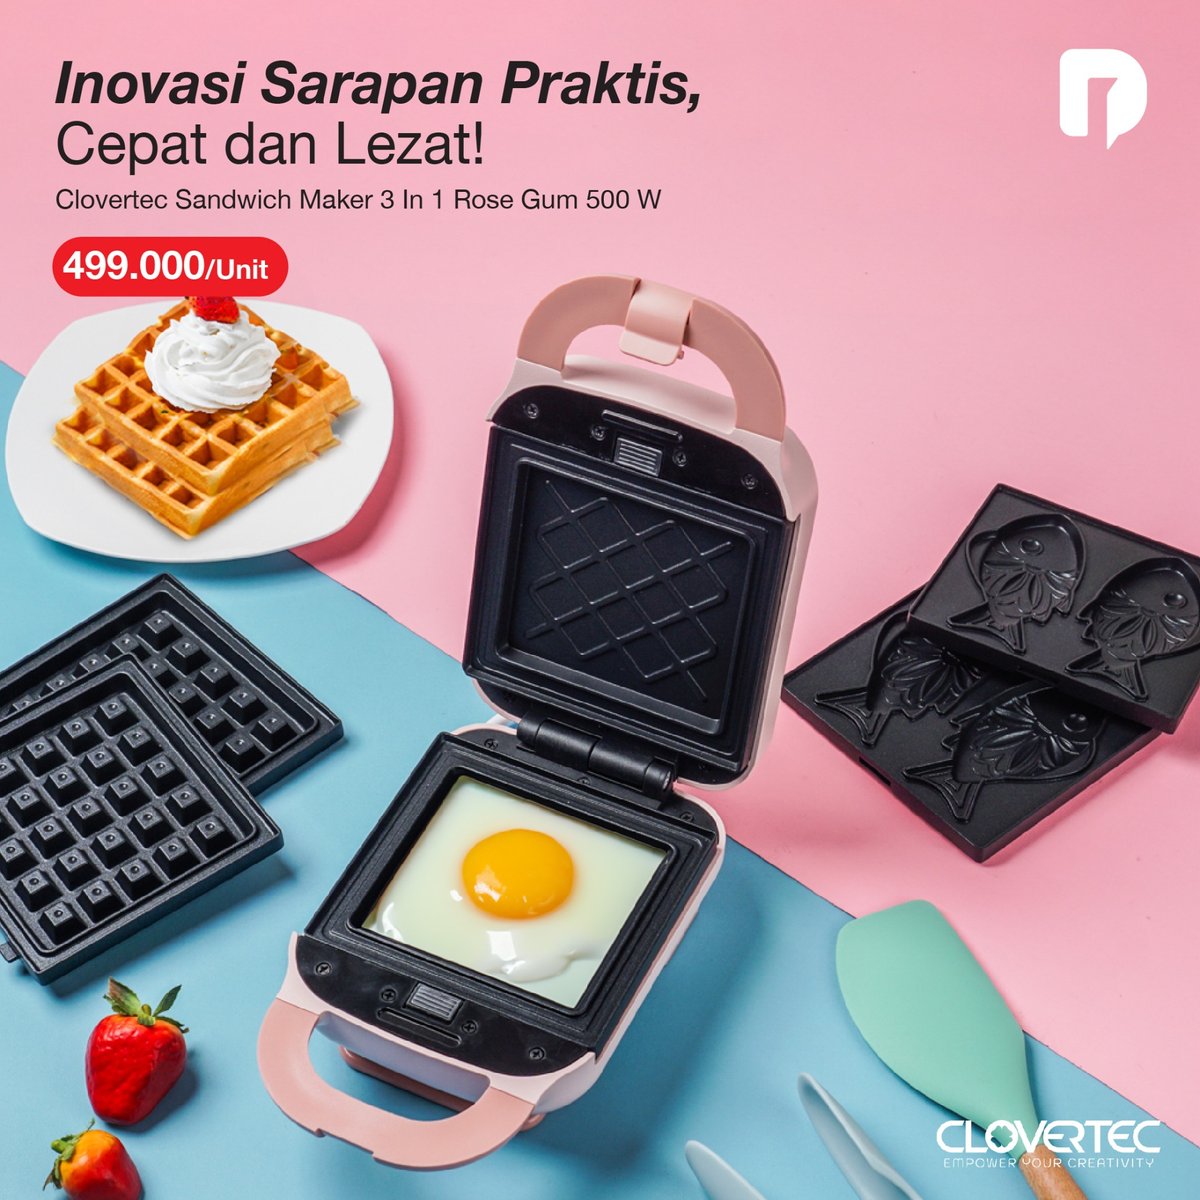 Inovasi Sarapan Praktis,
Cepat dan Lezat!
Clovertec Sandwich Maker 3 In 1 Rose Gum 500 W
499.000/Unit
CLOVERTEC
EMPOWER YOUR CREATIVITY